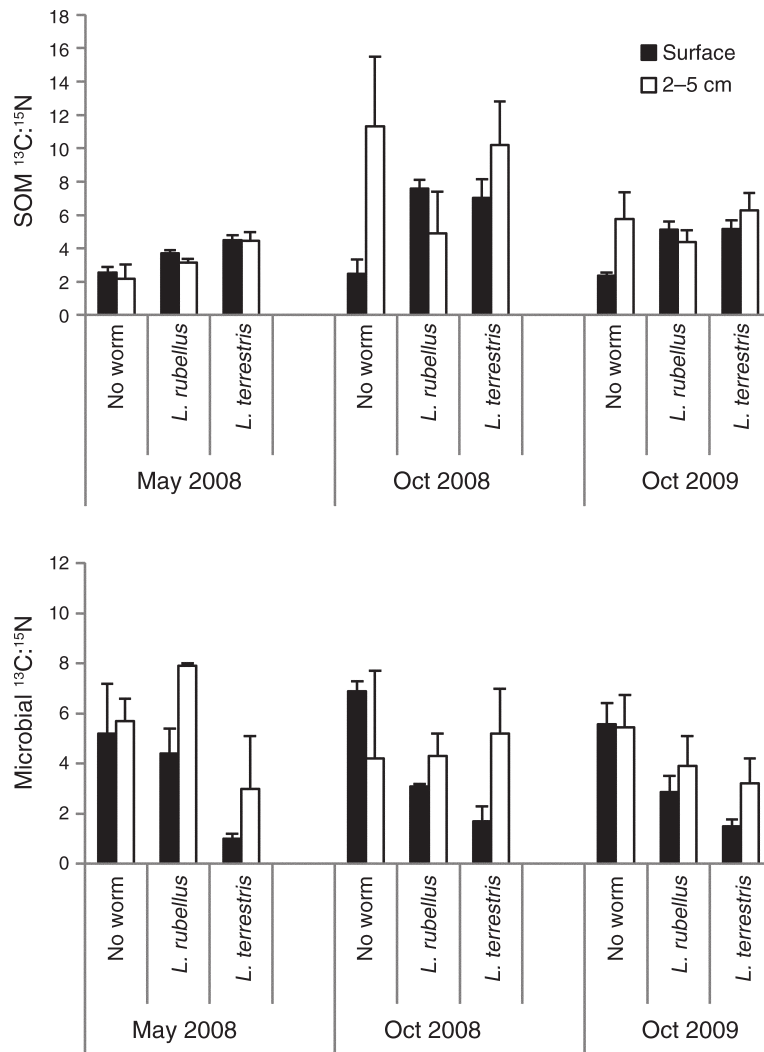 18
16
14
12
10
8
6
4
2
0
SOM ¹³C:¹⁵N
Surface
2–5 cm
No worm
L. rubellus
L. terrestris
No worm
L. rubellus
L. terrestris
No worm
L. rubellus
L. terrestris
May 2008
Oct 2008
Oct 2009
12
10
8
6
4
2
0
Microbial ¹³C:¹⁵N
No worm
L. rubellus
L. terrestris
No worm
L. rubellus
L. terrestris
No worm
L. rubellus
L. terrestris
May 2008
Oct 2008
Oct 2009